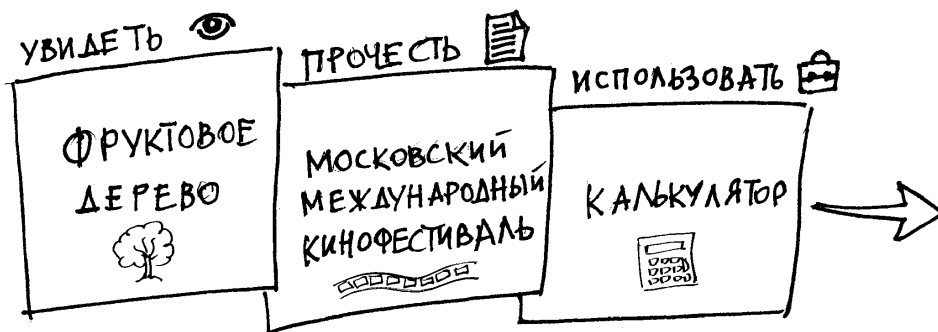 УВИДЕТЬ
ФРУКТОВОЕ
ДЕРЕВО
ПРОЧЕСТЬ
МОСКОВСКИЙ
МЕЖДУНАРОДНЫЙ
КИНОФЕСТИВАЛЬ
ИСПОЛЬЗОВАТЬ
КАЛЬКУЛЯТОР